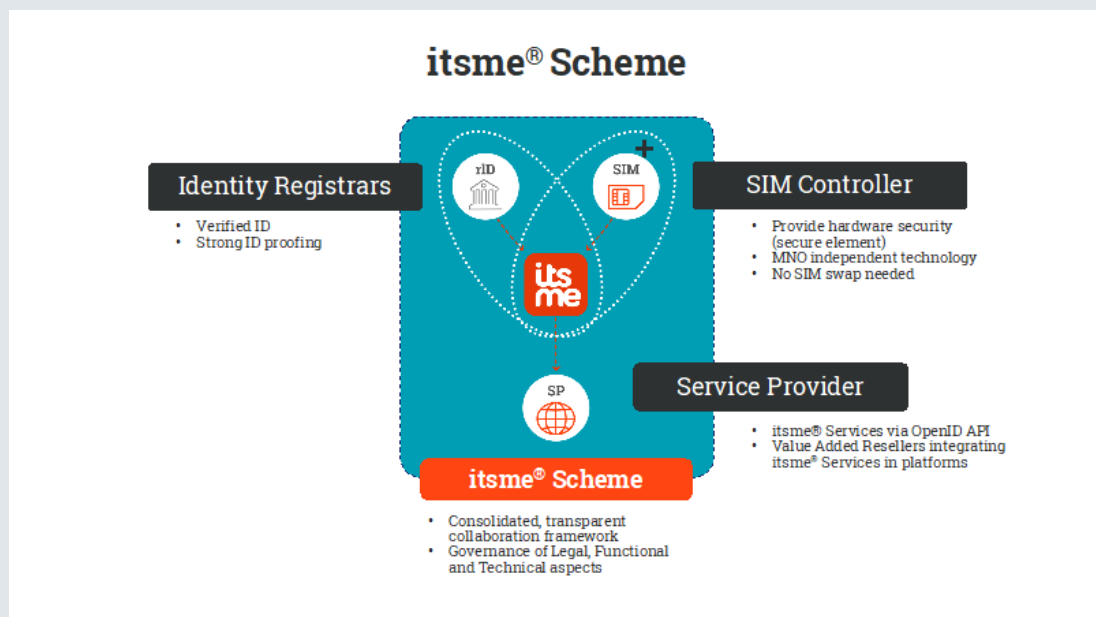 itsme® Scheme
rID
SIM
Identity Registrars
• Verified ID
• Strong ID proofing
SIM Controller
• Provide hardware security
(secure element)
• MNO independent technology
• No SIM swap needed
its
me
SP
Service Provider
• itsme® Services via OpenID API
• Value Added Resellers integrating
itsme® Services in platforms
itsme® Scheme
• Consolidated, transparent
collaboration framework
• Governance of Legal, Functional
and Technical aspects